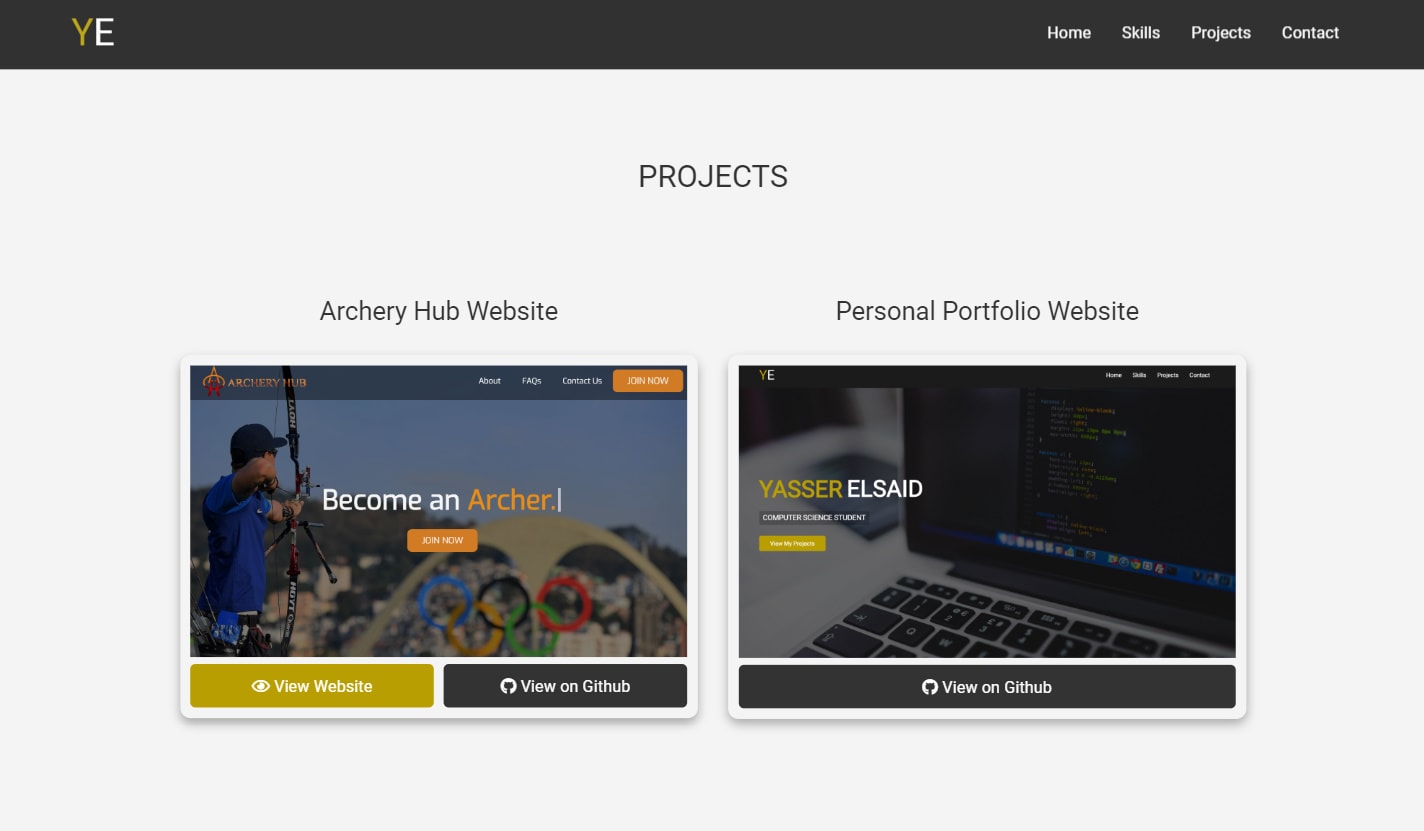 YE
Home Skills Projects Contact
PROJECTS
Archery Hub Website
ARCHERY HUB
About FAQs Contact Us JOIN NOW
HOYT
Become an Archer.|
JOIN NOW
HOYT
View Website
View on Github
Personal Portfolio Website
YE
Home Skills Projects Contact
YASSER ELSAID
COMPUTER SCIENCE STUDENT
View My Projects
View on Github